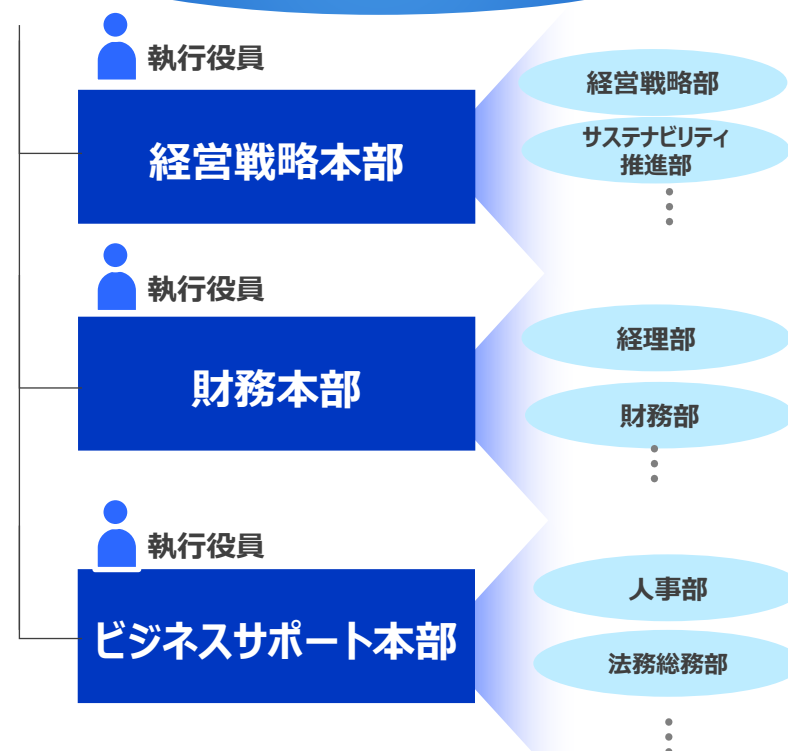 執行役員
経営戦略本部
経営戦略部
サステナビリティ
推進部
執行役員
財務本部
経理部
財務部
執行役員
ビジネスサポート本部
人事部
法務総務部